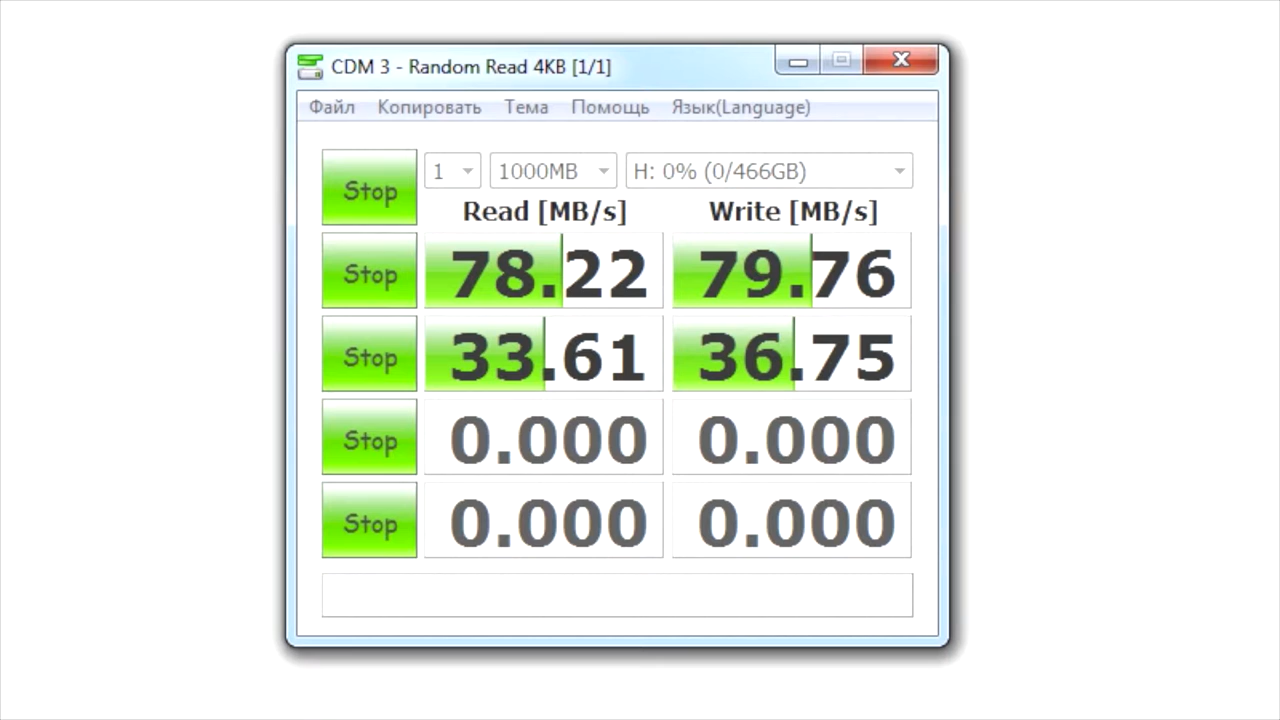 CDM 3 - Random Read 4KB [1/1]
Файл Копировать Тема Помощь Язык(Language)
Stop 1 1000MB H: 0% (0/466GB)
Read [MB/s] Write [MB/s]
Stop 78.22 79.76
Stop 33.61 36.75
Stop 0.000 0.000
Stop 0.000 0.000